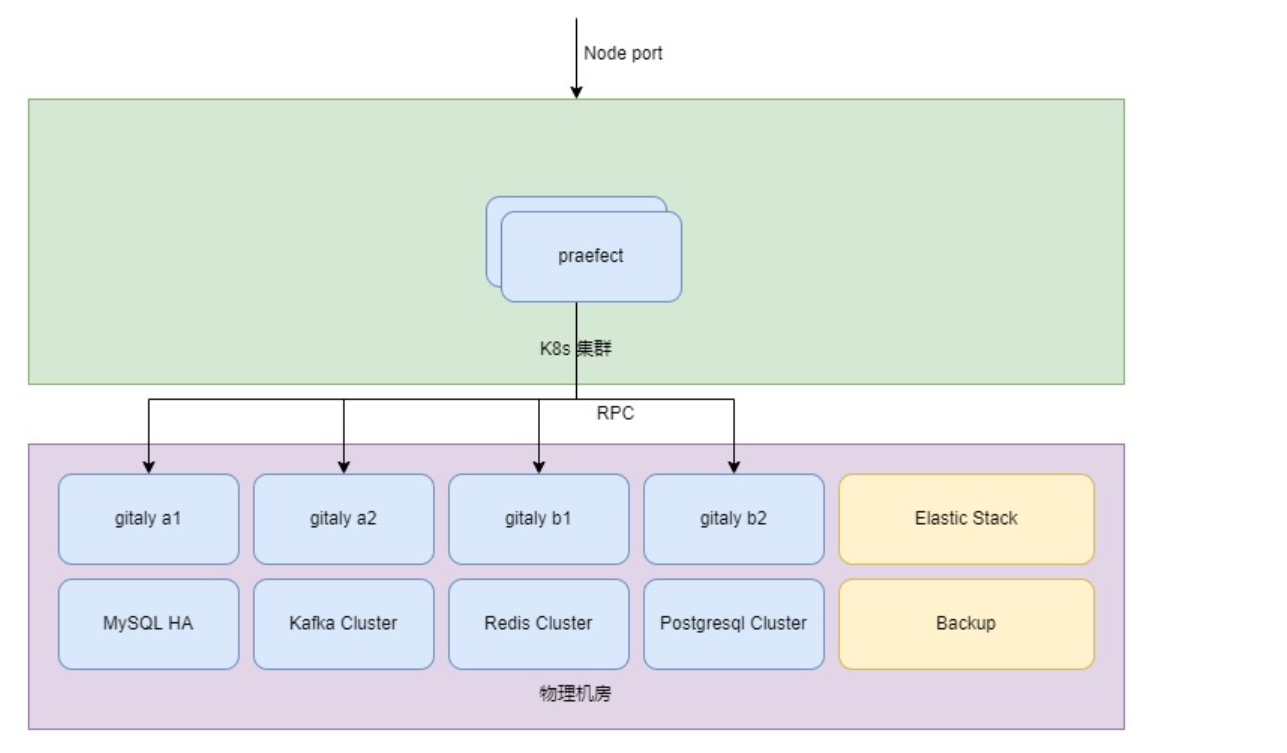 Node port
praefect
K8s 集群
RPC
gitaly a1
gitaly a2
gitaly b1
gitaly b2
Elastic Stack
MySQL HA
Kafka Cluster
Redis Cluster
Postgresql Cluster
Backup
物理机房